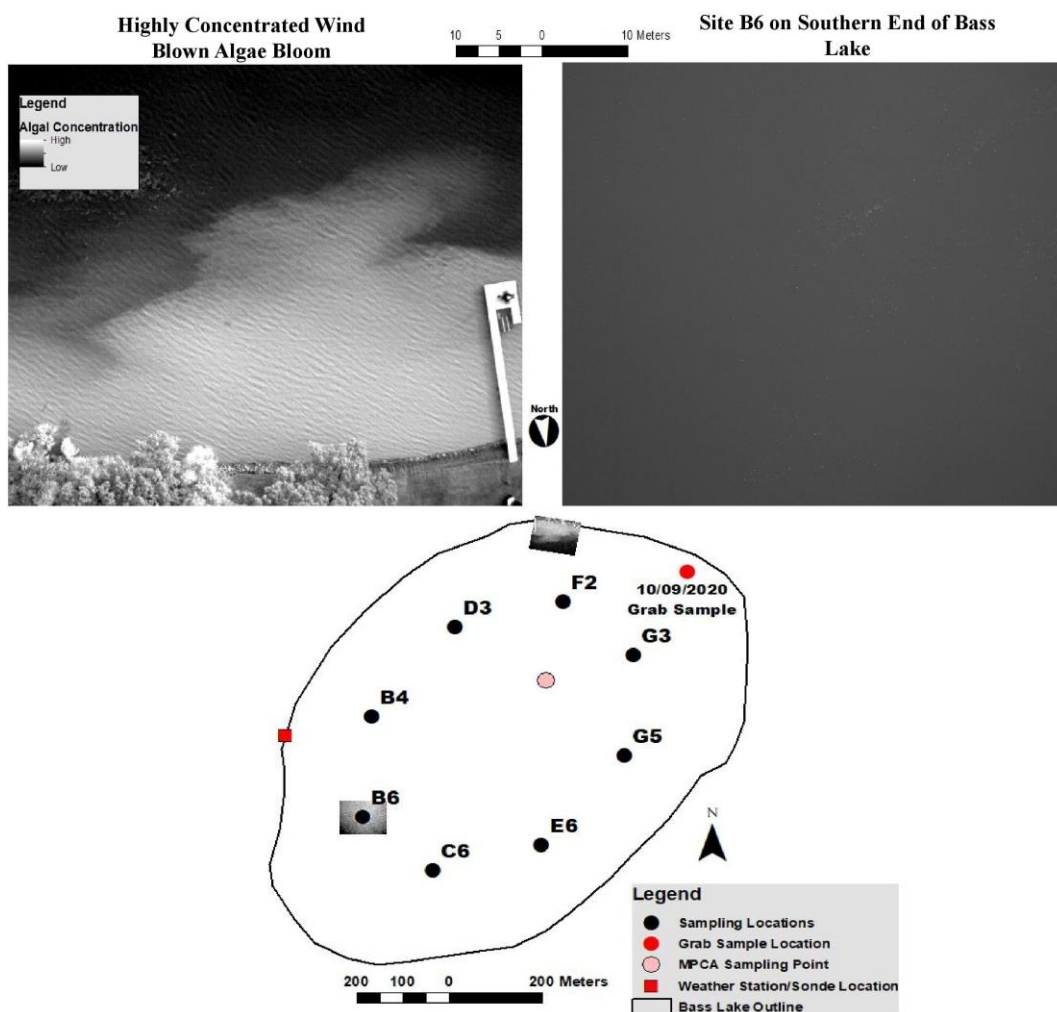 Highly Concentrated Wind
Blown Algae Bloom
10 5 0 10 Meters
Site B6 on Southern End of Bass
Lake
Legend
Algal Concentration
High
Low
North
F2
10/09/2020
Grab Sample
D3
G3
B4
G5
B6
E6
C6
N
200 100 0 200 Meters
Legend
Sampling Locations
Grab Sample Location
MPCA Sampling Point
Weather Station/Sonde Location
Bass Lake Outline